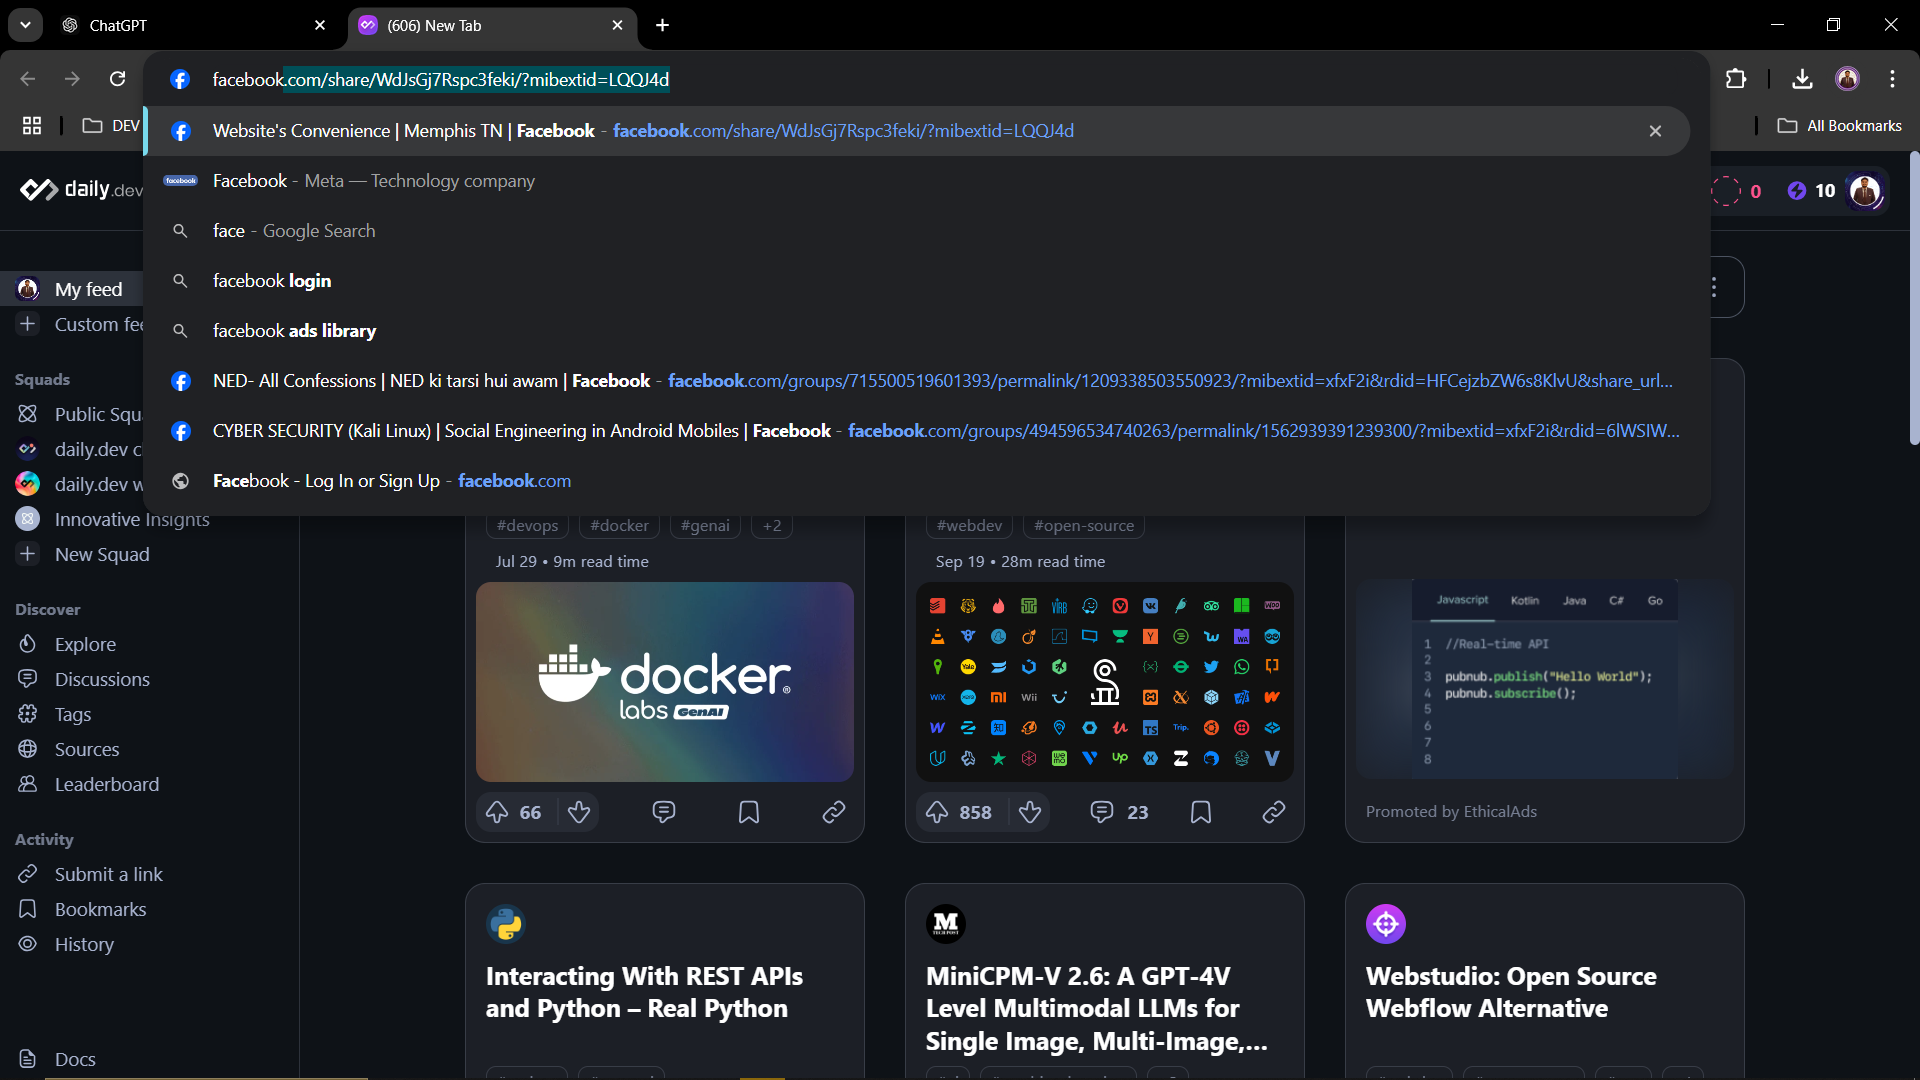 ChatGPT
(606) New Tab
facebook.com/share/WdJsGj7Rspc3feki/?mibextid=LQQJ4d
DEV
All Bookmarks
Website's Convenience | Memphis TN | Facebook - facebook.com/share/WdJsGj7Rspc3feki/?mibextid=LQQJ4d
facebook
Facebook - Meta — Technology company
face - Google Search
facebook login
facebook ads library
NED- All Confessions | NED ki tarsi hui awam | Facebook - facebook.com/groups/715500519601393/permalink/1209338503550923/?mibextid=xfxF2i&rdid=HFCejzbZW6s8KlvU&share_url...
CYBER SECURITY (Kali Linux) | Social Engineering in Android Mobiles | Facebook - facebook.com/groups/494596534740263/permalink/1562939391239300/?mibextid=xfxF2i&rdid=6lWSlW...
Facebook - Log In or Sign Up - facebook.com
daily.dev
0
10
My feed
Custom fee
Squads
Public Squa
daily.dev c
daily.dev w
Innovative Insights
New Squad
Discover
Explore
Discussions
Tags
Sources
Leaderboard
Activity
Submit a link
Bookmarks
History
Docs
#devops #docker #genai +2
Jul 29 • 9m read time
docker
labs GenAI
66
#webdev #open-source
Sep 19 • 28m read time
858
23
Javascript Kotlin Java C# Go
1 //Real-time API
2
3 pubnub.publish("Hello World");
4 pubnub.subscribe();
5
6
7
8
Promoted by EthicalAds
Interacting With REST APIs
and Python – Real Python
M
MiniCPM-V 2.6: A GPT-4V
Level Multimodal LLMs for
Single Image, Multi-Image,...
Webstudio: Open Source
Webflow Alternative